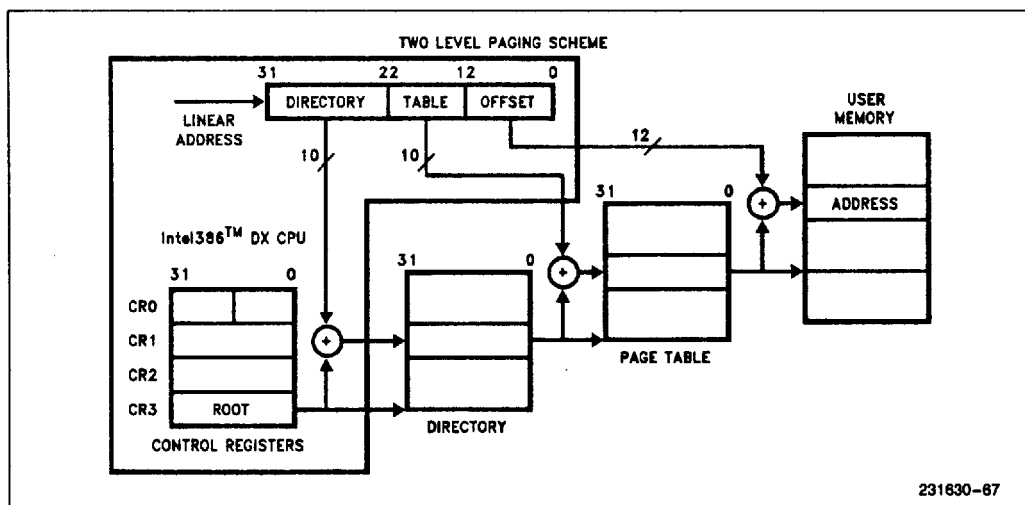 TWO LEVEL PAGING SCHEME
31 22 12 0
DIRECTORY TABLE OFFSET
LINEAR
ADDRESS
USER
MEMORY
10 10 12
31 0
ADDRESS
Intel386™ DX CPU
31 0
31 0
CR0
CR1
CR2
CR3 ROOT
CONTROL REGISTERS
DIRECTORY
PAGE TABLE
231630-67